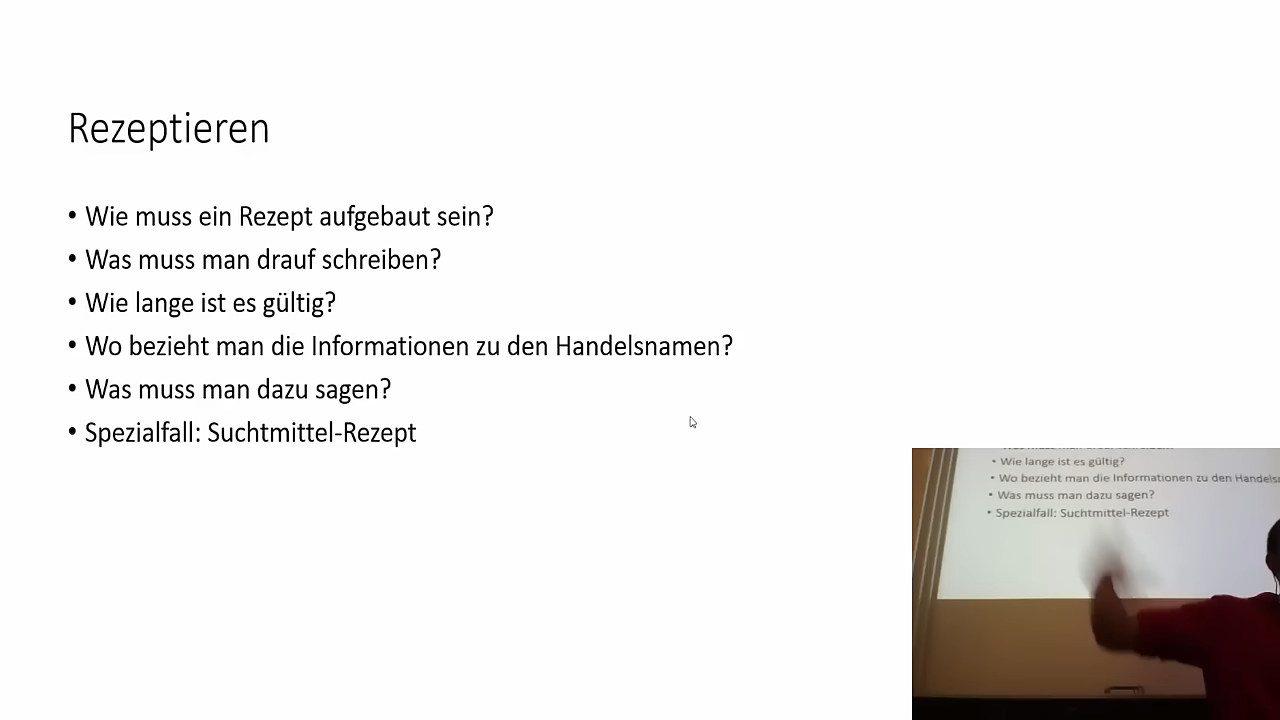 Rezeptieren
• Wie muss ein Rezept aufgebaut sein?
• Was muss man drauf schreiben?
• Wie lange ist es gültig?
• Wo bezieht man die Informationen zu den Handelsnamen?
• Was muss man dazu sagen?
• Spezialfall: Suchtmittel-Rezept
• Wie lange ist es gültig?
• Wo bezieht man die Informationen zu den
• Was muss man dazu sagen?
• Spezialfall: Suchtmittel-Rezept